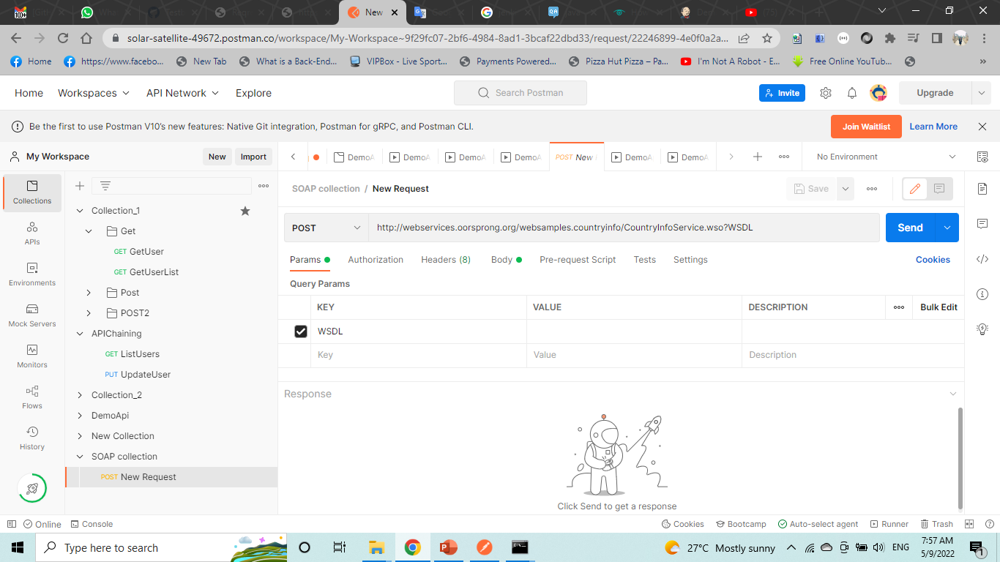 100+
New
(75)
solar-satellite-49672.postman.co/workspace/My-Workspace~9f29fc07-2bf6-4984-8ad1-3bcaf22dbd33/request/22246899-4e0f0a2a...
Home
https://www.facebo...
New Tab
What is a Back-End...
VIPBox - Live Sport...
Payments Powered...
Pizza Hut Pizza – Pa...
I'm Not A Robot - E...
Free Online YouTub...
»
Home
Workspaces
API Network
Explore
Search Postman
Invite
Upgrade
Be the first to use Postman V10's new features: Native Git integration, Postman for gRPC, and Postman CLI.
Join Waitlist
Learn More
My Workspace
New
Import
DemoA
DemoA
DemoA
DemoA
POST New
DemoA
DemoA
No Environment
Collections
APIs
Environments
Mock Servers
Monitors
Flows
History
Collection_1
Get
GET GetUser
GET GetUserList
Post
POST2
APIChaining
GET ListUsers
PUT UpdateUser
Collection_2
DemoApi
New Collection
SOAP collection
POST New Request
SOAP collection / New Request
Save
POST
http://webservices.oorsprong.org/websamples.countryinfo/CountryInfoService.wso?WSDL
Send
Params
Authorization
Headers (8)
Body
Pre-request Script
Tests
Settings
Cookies
Query Params
KEY
VALUE
DESCRIPTION
Bulk Edit
WSDL
Key
Value
Description
Response
Click Send to get a response
Online
Console
Cookies
Bootcamp
Auto-select agent
Runner
Trash
Type here to search
27°C Mostly sunny
ENG
7:57 AM
5/9/2022
1